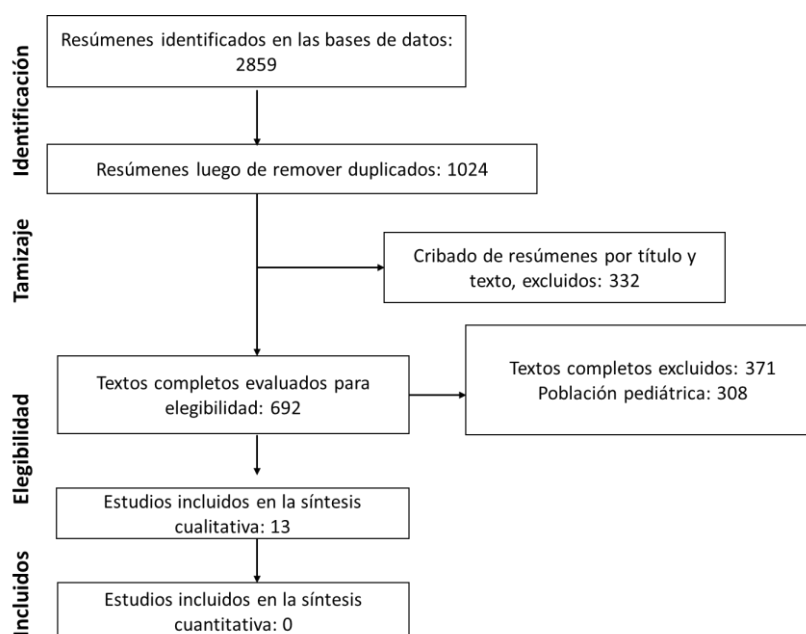 Identificación
Resúmenes identificados en las bases de datos:
2859
Resúmenes luego de remover duplicados: 1024
Tamizaje
Cribado de resúmenes por título y
texto, excluidos: 332
Elegibilidad
Textos completos evaluados para
elegibilidad: 692
Textos completos excluidos: 371
Población pediátrica: 308
Estudios incluidos en la síntesis
cualitativa: 13
Incluidos
Estudios incluidos en la síntesis
cuantitativa: 0